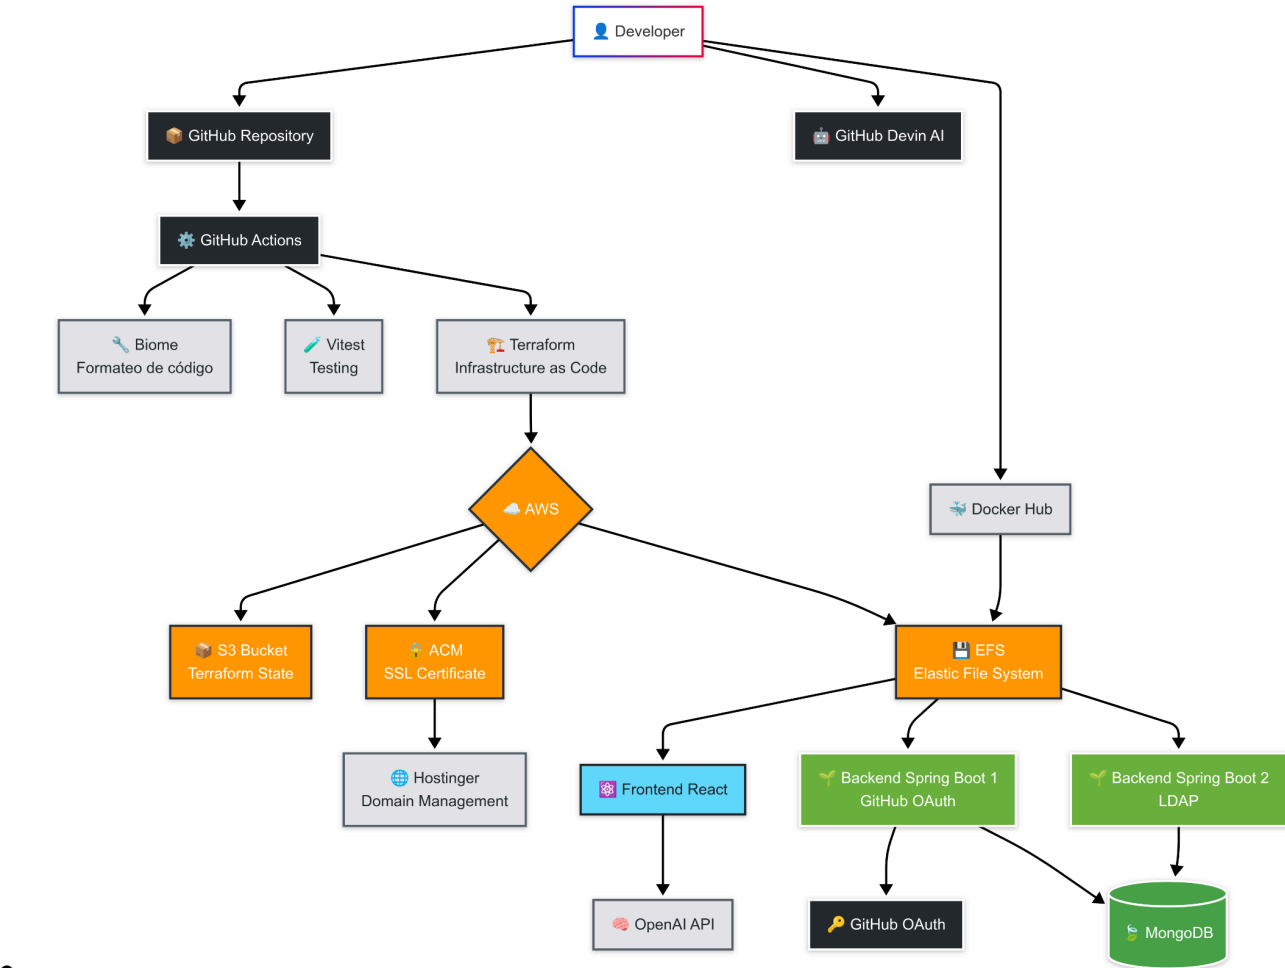 Developer
GitHub Repository
GitHub Devin AI
GitHub Actions
Biome
Formateo de código
Vitest
Testing
Terraform
Infrastructure as Code
AWS
Docker Hub
S3 Bucket
Terraform State
ACM
SSL Certificate
EFS
Elastic File System
Hostinger
Domain Management
Frontend React
Backend Spring Boot 1
GitHub OAuth
Backend Spring Boot 2
LDAP
OpenAI API
GitHub OAuth
MongoDB